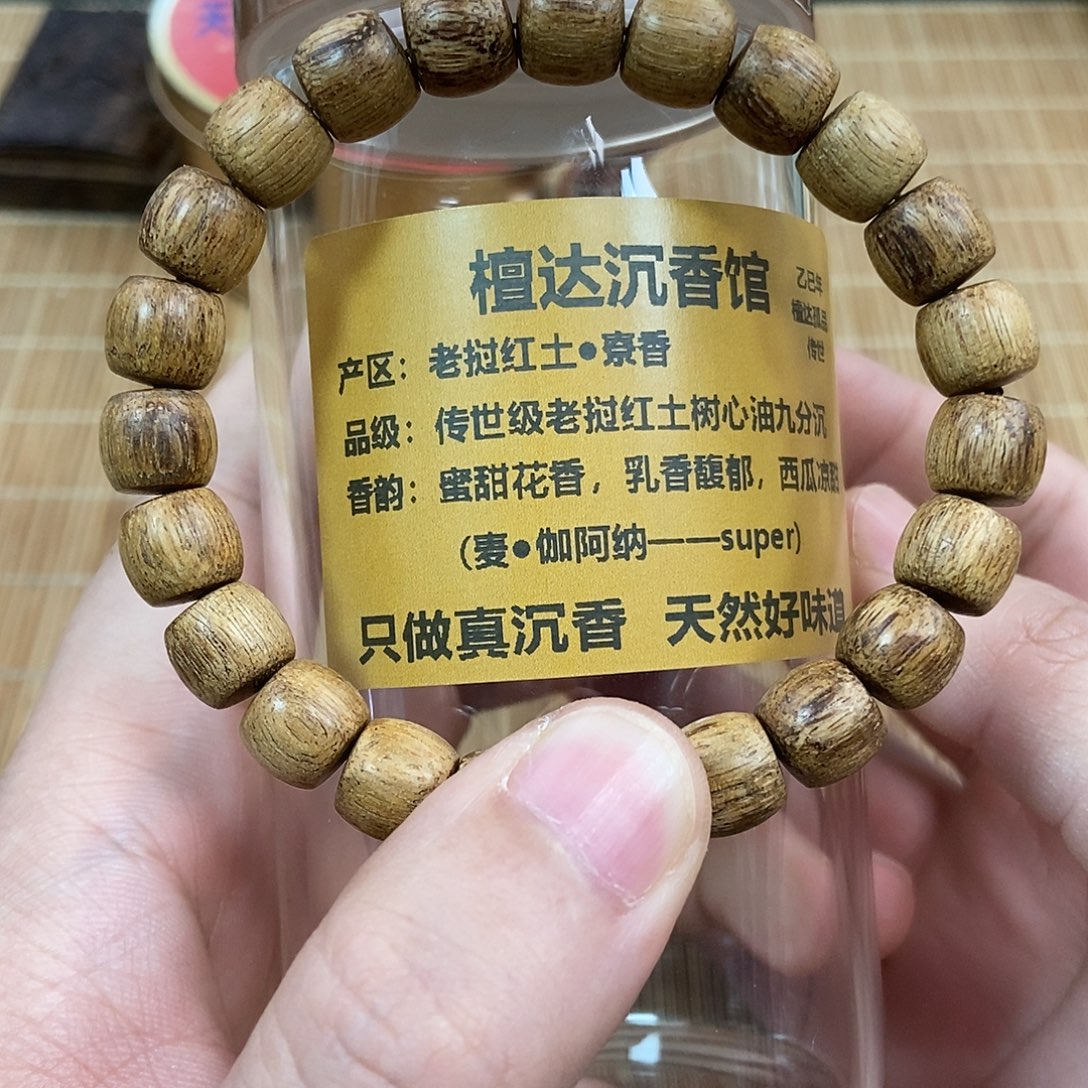 檀达沉香馆
乙巳年
檀达孤品
传世
产区：老挝红土●寮香
品级：传世级老挝红土树心油九分沉
香韵：蜜甜花香，乳香馥郁，西瓜凉甜
(麦●伽阿纳——super)
只做真沉香 天然好味道